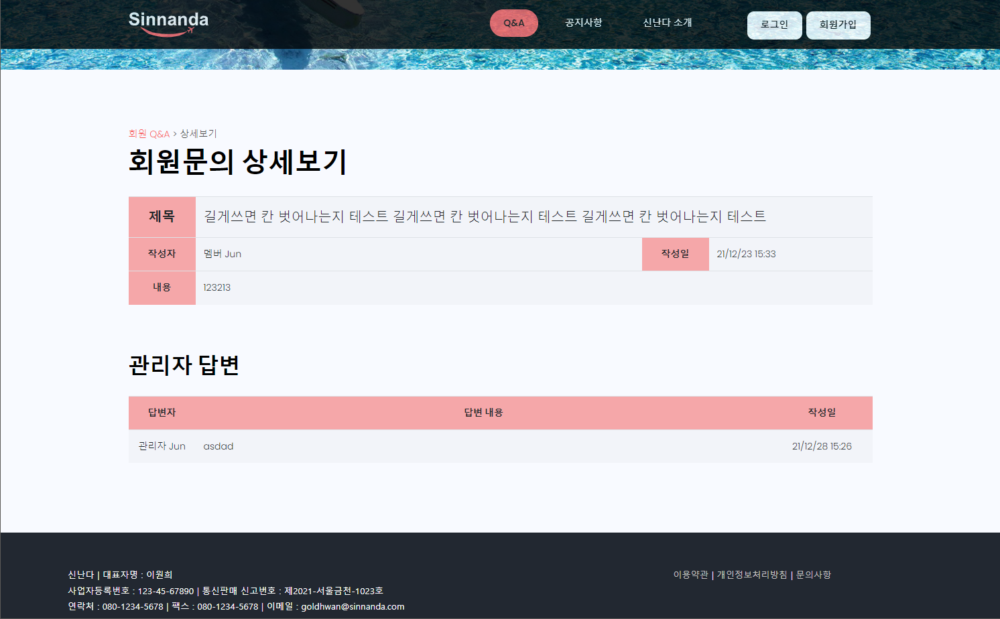 Sinnanda
Q&A 공지사항 신난다 소개 로그인 회원가입
회원 Q&A > 상세보기
회원문의 상세보기
제목 길게쓰면 칸 벗어나는지 테스트 길게쓰면 칸 벗어나는지 테스트 길게쓰면 칸 벗어나는지 테스트
작성자 멤버 Jun 작성일 21/12/23 15:33
내용 123213
관리자 답변
답변자 답변 내용 작성일
관리자 Jun asdad 21/12/28 15:26
신난다 | 대표자명 : 이원희
이용약관 | 개인정보처리방침 | 문의사항
사업자등록번호 : 123-45-67890 | 통신판매 신고번호 : 제2021-서울금천-1023호
연락처 : 080-1234-5678 | 팩스 : 080-1234-5678 | 이메일 : goldhwan@sinnanda.com